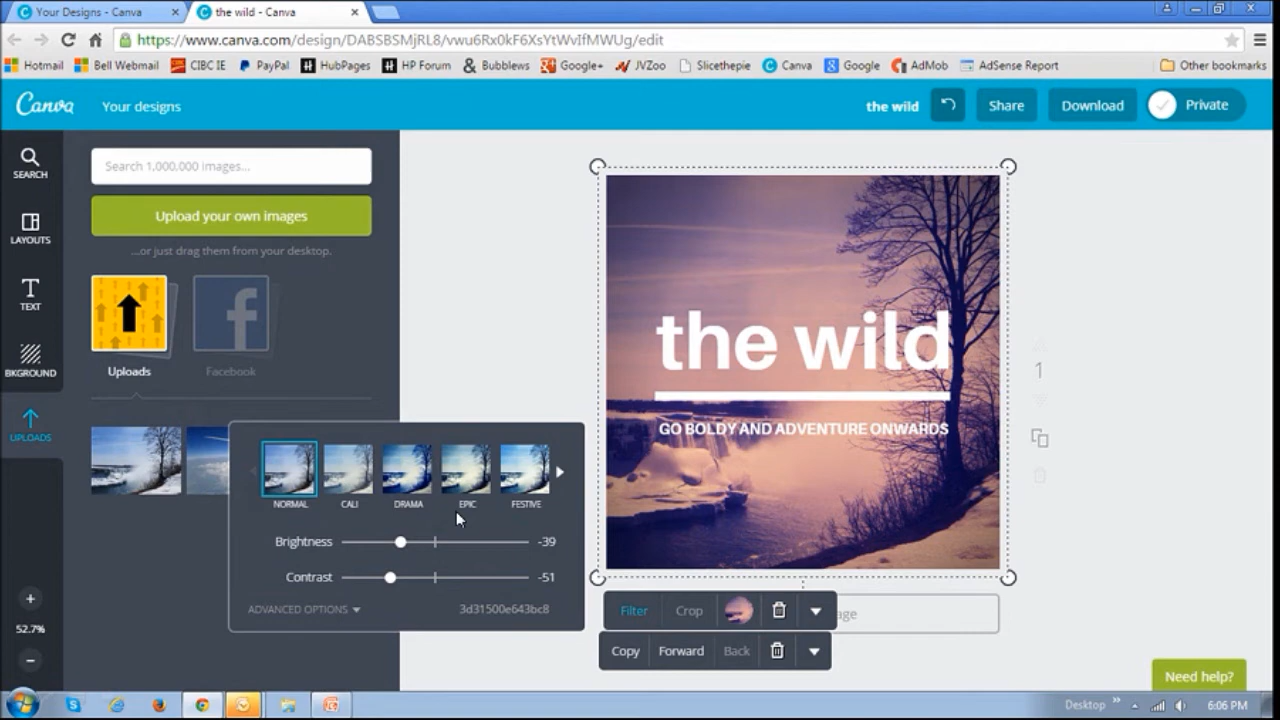 Your Designs - Canva
the wild - Canva
https://www.canva.com/design/DABSBSMjRL8/vwu6Rx0kF6XsYtWvIfMWUg/edit
Hotmail Bell Webmail CIBC IE PayPal HubPages HP Forum Bubblews Google+ JVZoo Slicethepie Canva Google AdMob AdSense Report Other bookmarks
Canva Your designs the wild Share Download Private
Search 1,000,000 images...
SEARCH
Upload your own images
LAYOUTS
...or just drag them from your desktop.
TEXT
BKGROUND
Uploads Facebook
UPLOADS
the wild
GO BOLDY AND ADVENTURE ONWARDS
1
NORMAL CALI DRAMA EPIC FESTIVE
Brightness -39
Contrast -51
ADVANCED OPTIONS 3d31500e643bc8
52.7%
Filter Crop
Copy Forward Back
Need help?
Desktop 6:06 PM